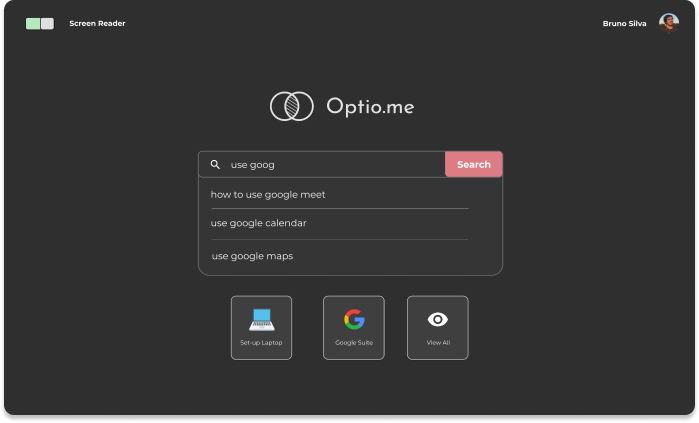 Screen Reader
Bruno Silva
Optio.me
use goog
Search
how to use google meet
use google calendar
use google maps
Set-up Laptop
Google Suite
View All